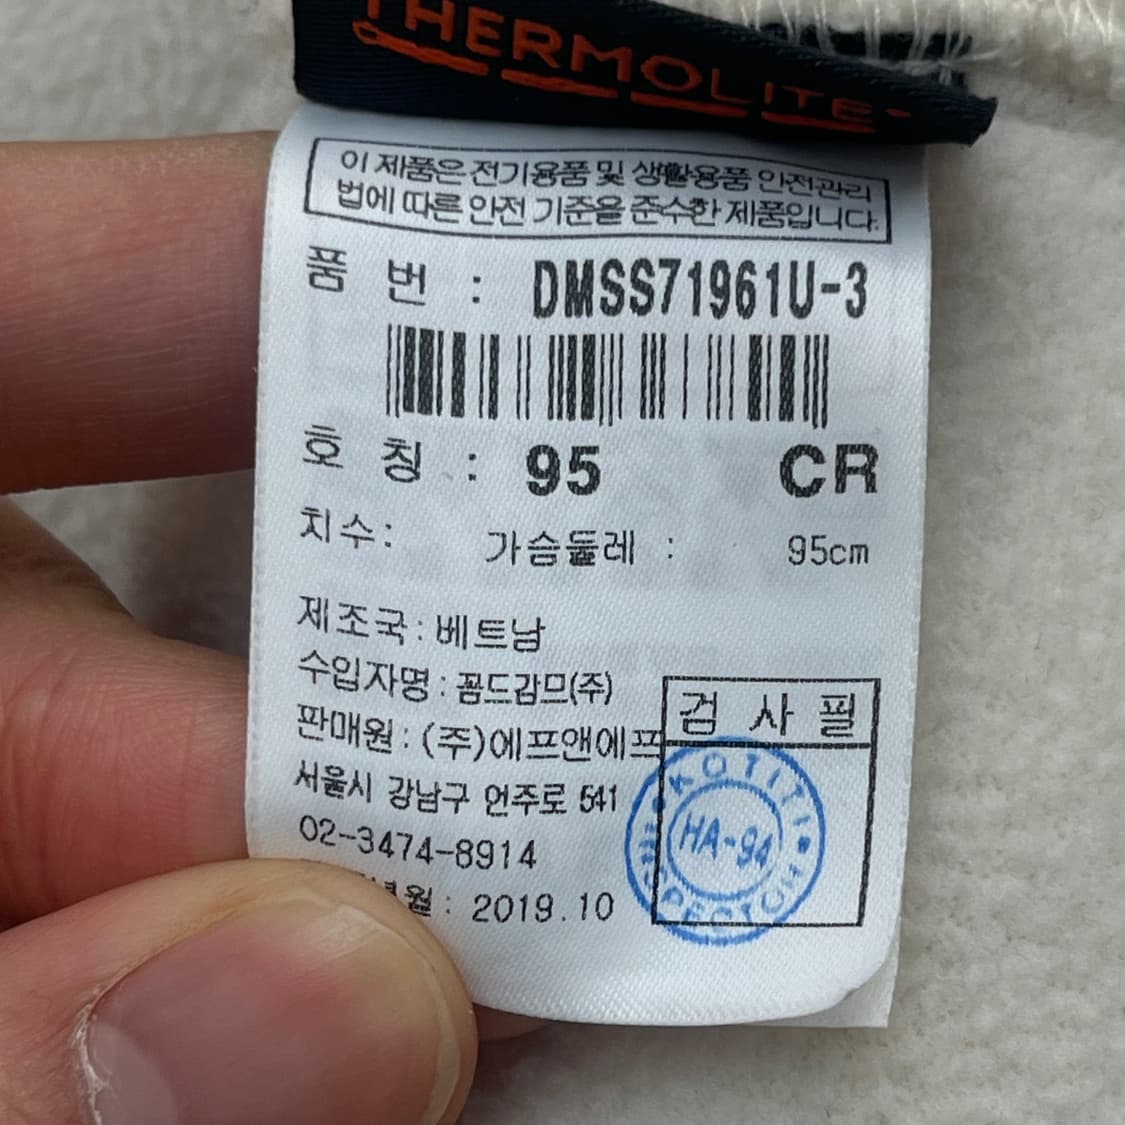 THERMOLITE
이 제품은 전기용품 및 생활용품 안전관리
법에 따른 안전 기준을 준수한 제품입니다.
품 번 : DMSS71961U-3
호 칭 : 95 CR
치수: 가슴둘레 : 95cm
제조국 : 베트남
수입자명 : 꼼드감므(주)
판매원 : (주)에프앤에프
검 사 필
서울시 강남구 언주로 541
KOTITI HCM INSPECTION
HA-94
02-3474-8914
월 : 2019.10